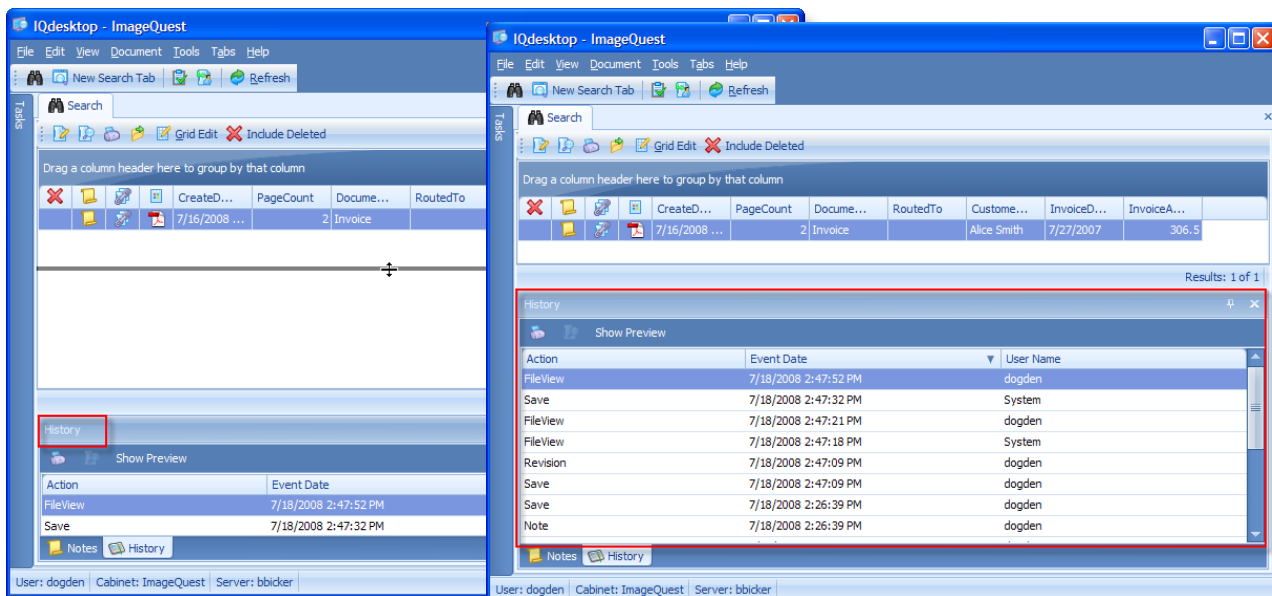 IQdesktop - ImageQuest
File Edit View Document Tools Tabs Help
New Search Tab Refresh
Tasks
Search
Grid Edit Include Deleted
Drag a column header here to group by that column
CreateD... PageCount Docume... RoutedTo
7/16/2008 ... 2 Invoice
History
Show Preview
Action Event Date
FileView 7/18/2008 2:47:52 PM
Save 7/18/2008 2:47:32 PM
Notes History
User: dogden Cabinet: ImageQuest Server: bbicker
IQdesktop - ImageQuest
File Edit View Document Tools Tabs Help
New Search Tab Refresh
Tasks
Search
Grid Edit Include Deleted
Drag a column header here to group by that column
CreateD... PageCount Docume... RoutedTo Custome... InvoiceD... InvoiceA...
7/16/2008 ... 2 Invoice Alice Smith 7/27/2007 306.5
Results: 1 of 1
History
Show Preview
Action Event Date User Name
FileView 7/18/2008 2:47:52 PM dogden
Save 7/18/2008 2:47:32 PM System
FileView 7/18/2008 2:47:21 PM dogden
FileView 7/18/2008 2:47:18 PM System
Revision 7/18/2008 2:47:09 PM dogden
Save 7/18/2008 2:47:09 PM dogden
Save 7/18/2008 2:26:39 PM dogden
Note 7/18/2008 2:26:39 PM dogden
Notes History
User: dogden Cabinet: ImageQuest Server: bbicker